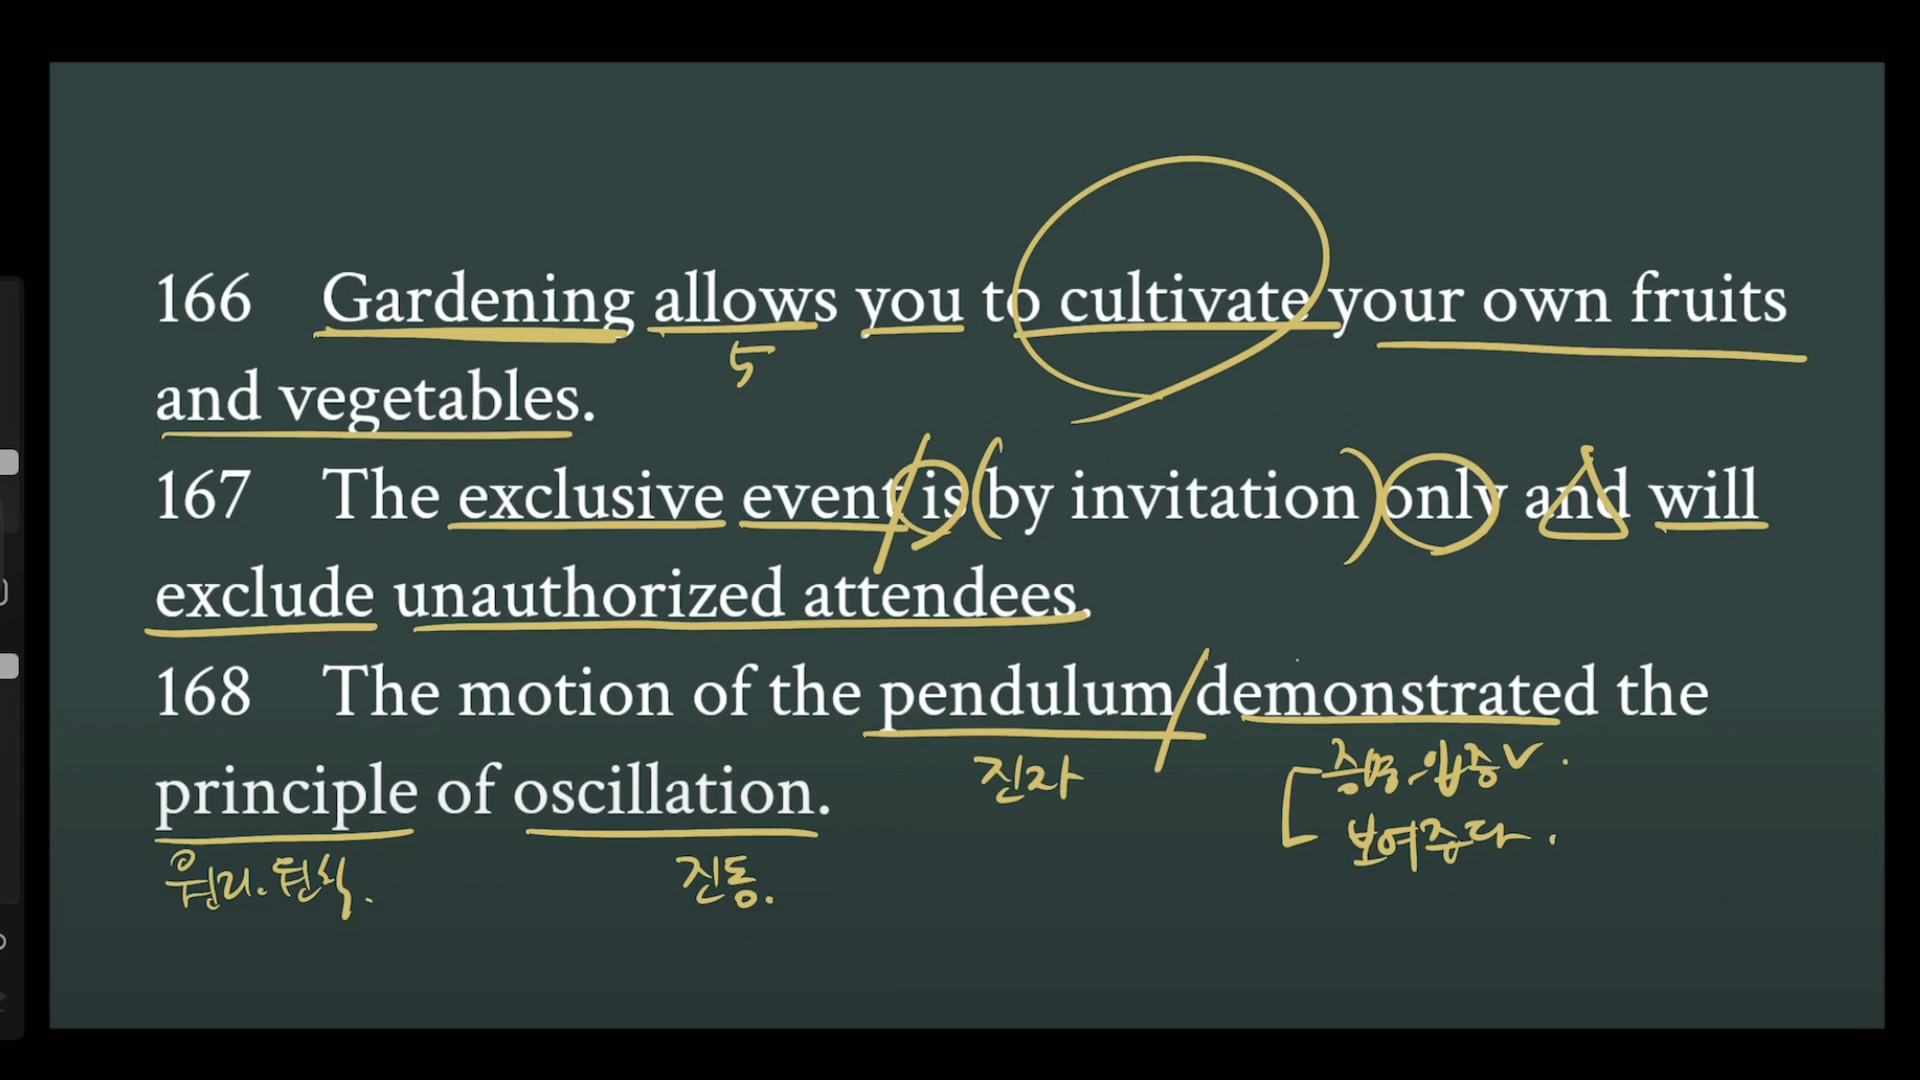 166 Gardening allows you to cultivate your own fruits
5
and vegetables.
167 The exclusive event is (by invitation) only and will
exclude unauthorized attendees.
168 The motion of the pendulum / demonstrated the
진자
증명, 입증
보여주다.
principle of oscillation.
원리. 원칙.
진동.